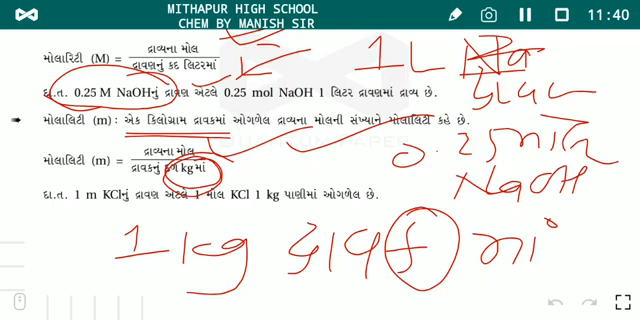 MITHAPUR HIGH SCHOOL
CHEM BY MANISH SIR
11:40
મોલારિટી (M) = દ્રાવ્યના મોલ / દ્રાવણનું કદ લિટરમાં
1 L
દા.ત. 0.25 M NaOHનું દ્રાવણ એટલે 0.25 mol NaOH 1 લિટર દ્રાવણમાં દ્રાવ્ય છે.
દ્રાવણ
મોલાલિટી (m): એક કિલોગ્રામ દ્રાવકમાં ઓગળેલ દ્રાવ્યના મોલની સંખ્યાને મોલાલિટી કહે છે.
0.25 મોલ
મોલાલિટી (m) = દ્રાવ્યના મોલ / દ્રાવકનું દળ kgમાં
NaOH
દા.ત. 1 m KClનું દ્રાવણ એટલે 1 મોલ KCl 1 kg પાણીમાં ઓગળેલ છે.
1 kg દ્રાવક માં